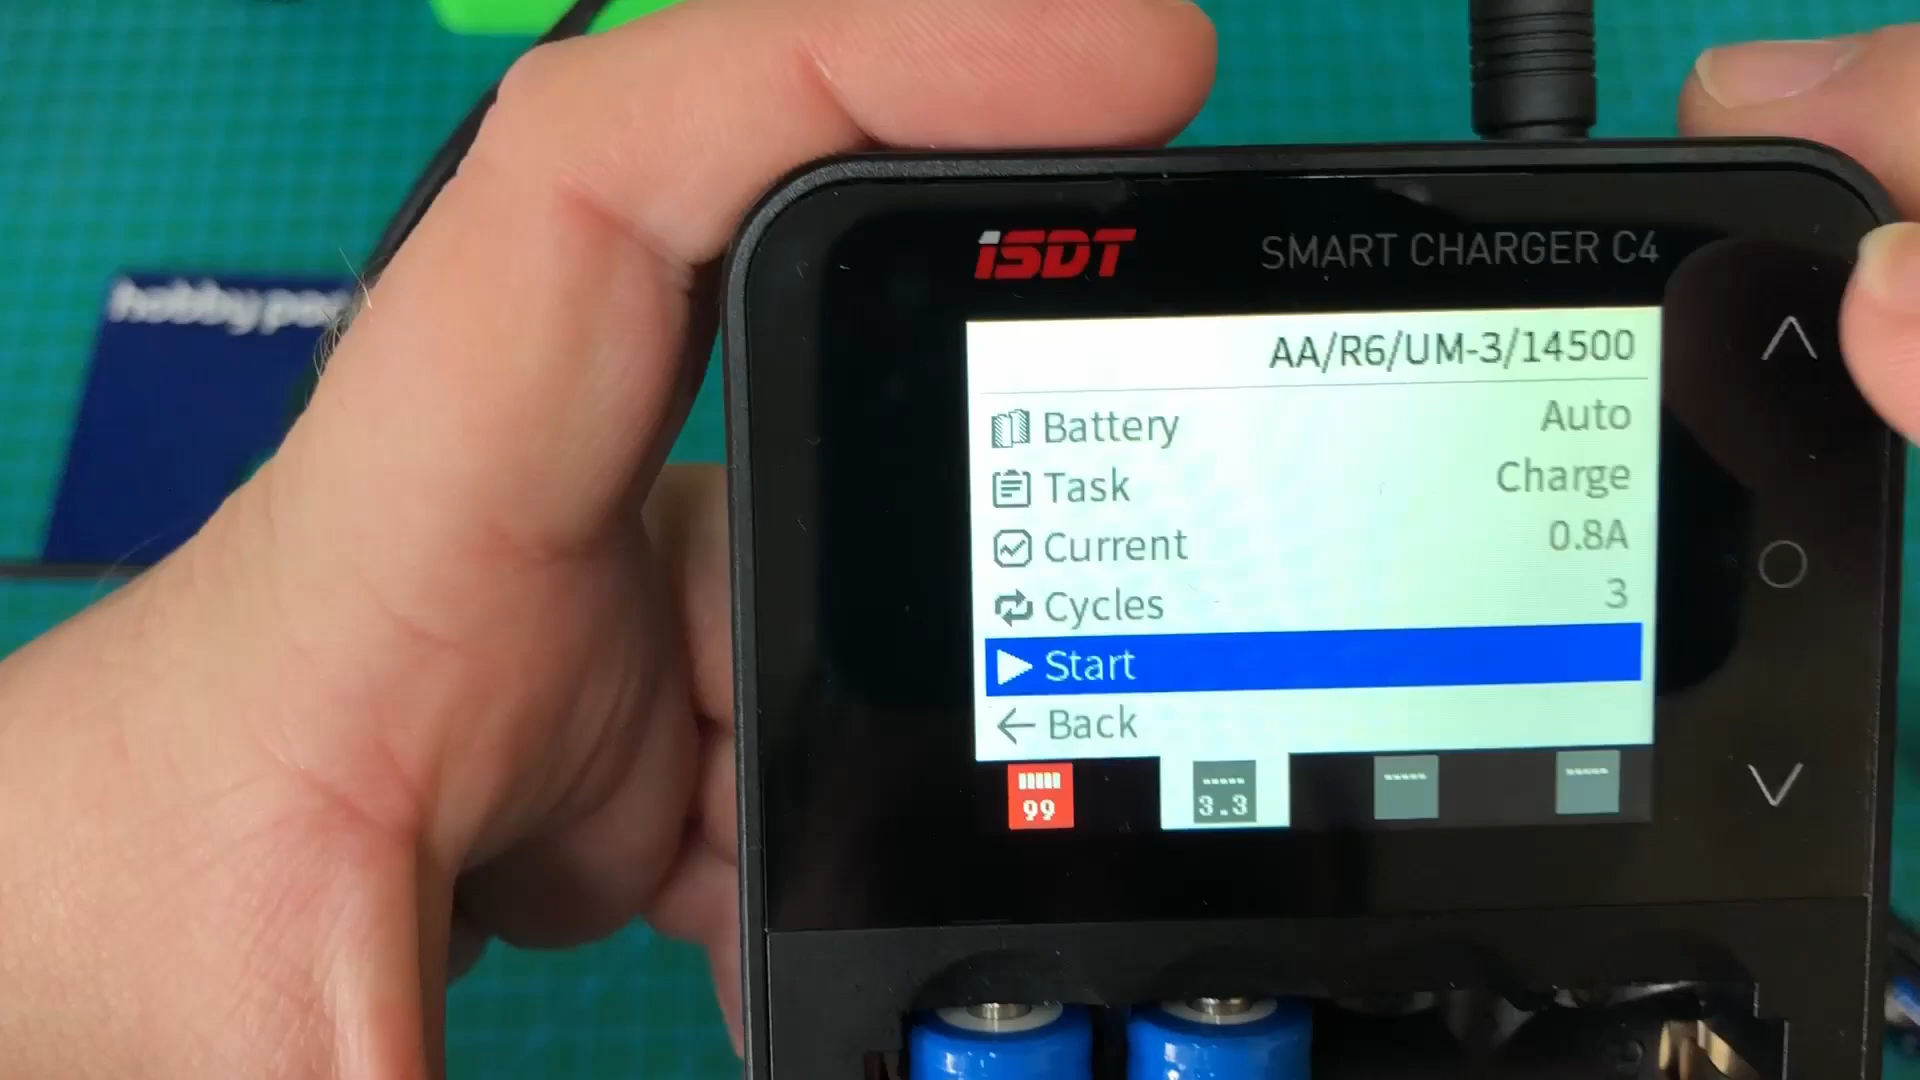 hobby
iSDT SMART CHARGER C4
AA/R6/UM-3/14500
Battery Auto
Task Charge
Current 0.8A
Cycles 3
Start
Back
99 3.3